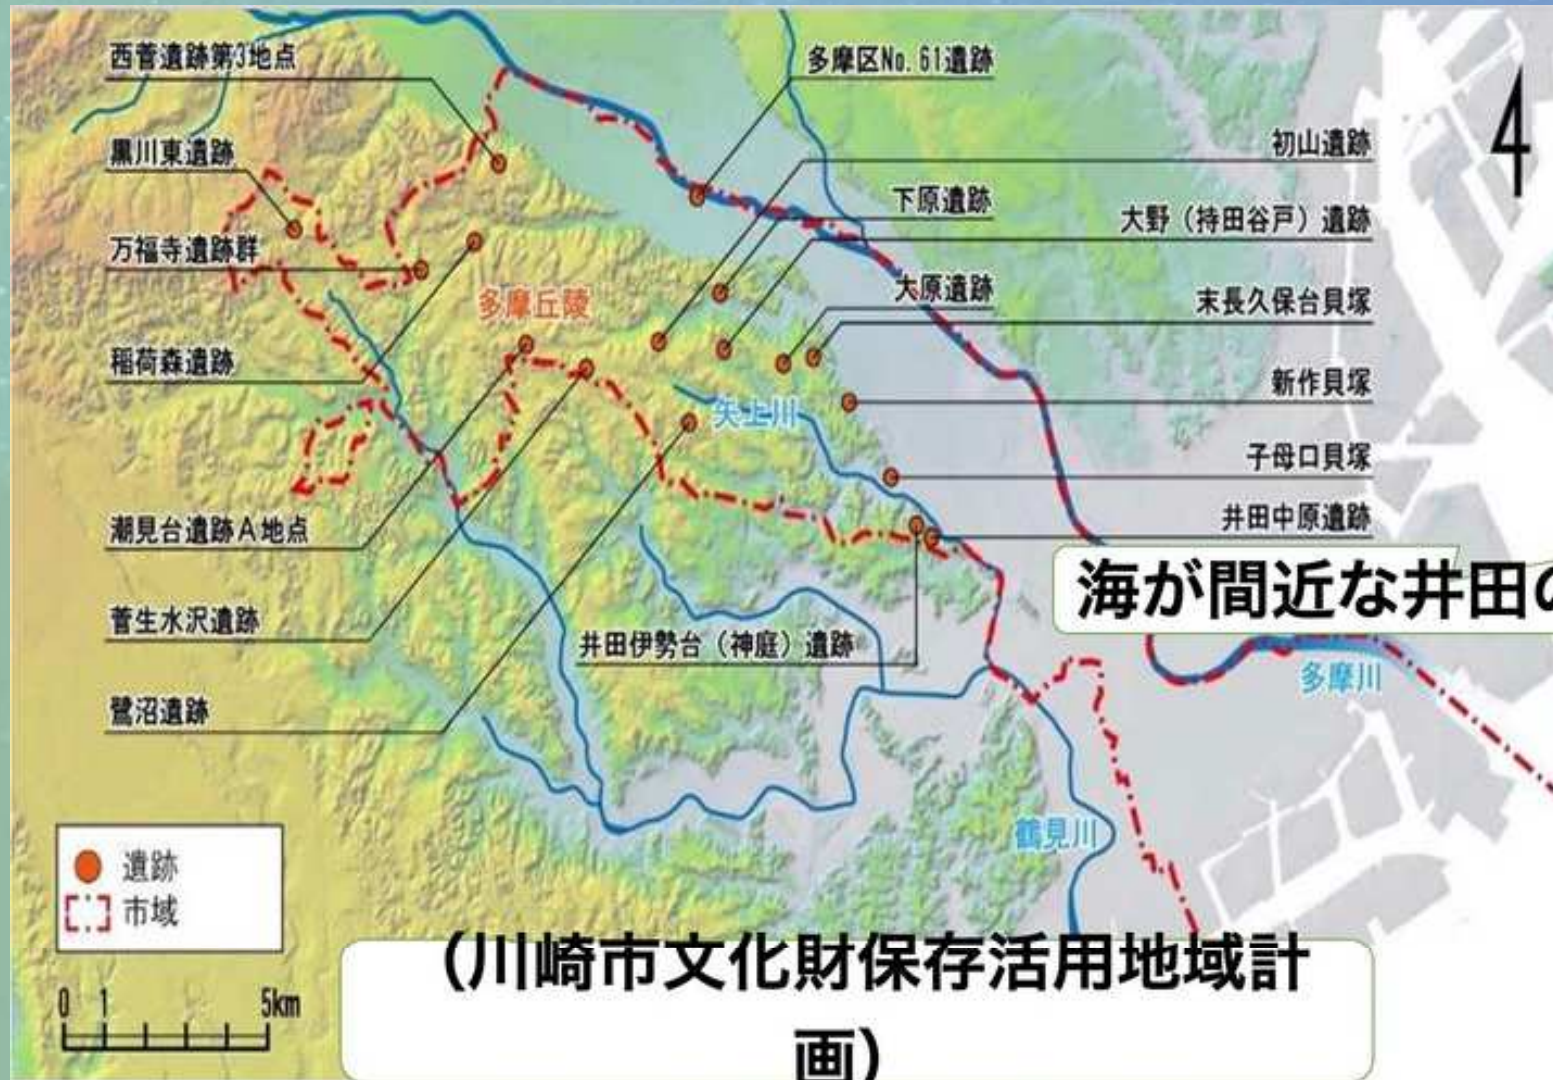 西菅遺跡第3地点
多摩区No.61遺跡
黒川東遺跡
初山遺跡
下原遺跡
大野（持田谷戸）遺跡
万福寺遺跡群
多摩丘陵
大原遺跡
末長久保台貝塚
稲荷森遺跡
新作貝塚
矢上川
子母口貝塚
潮見台遺跡A地点
井田中原遺跡
海が間近な井田の
菅生水沢遺跡
井田伊勢台（神庭）遺跡
多摩川
鷺沼遺跡
鶴見川
遺跡
市域
0 1 5km
(川崎市文化財保存活用地域計
画)